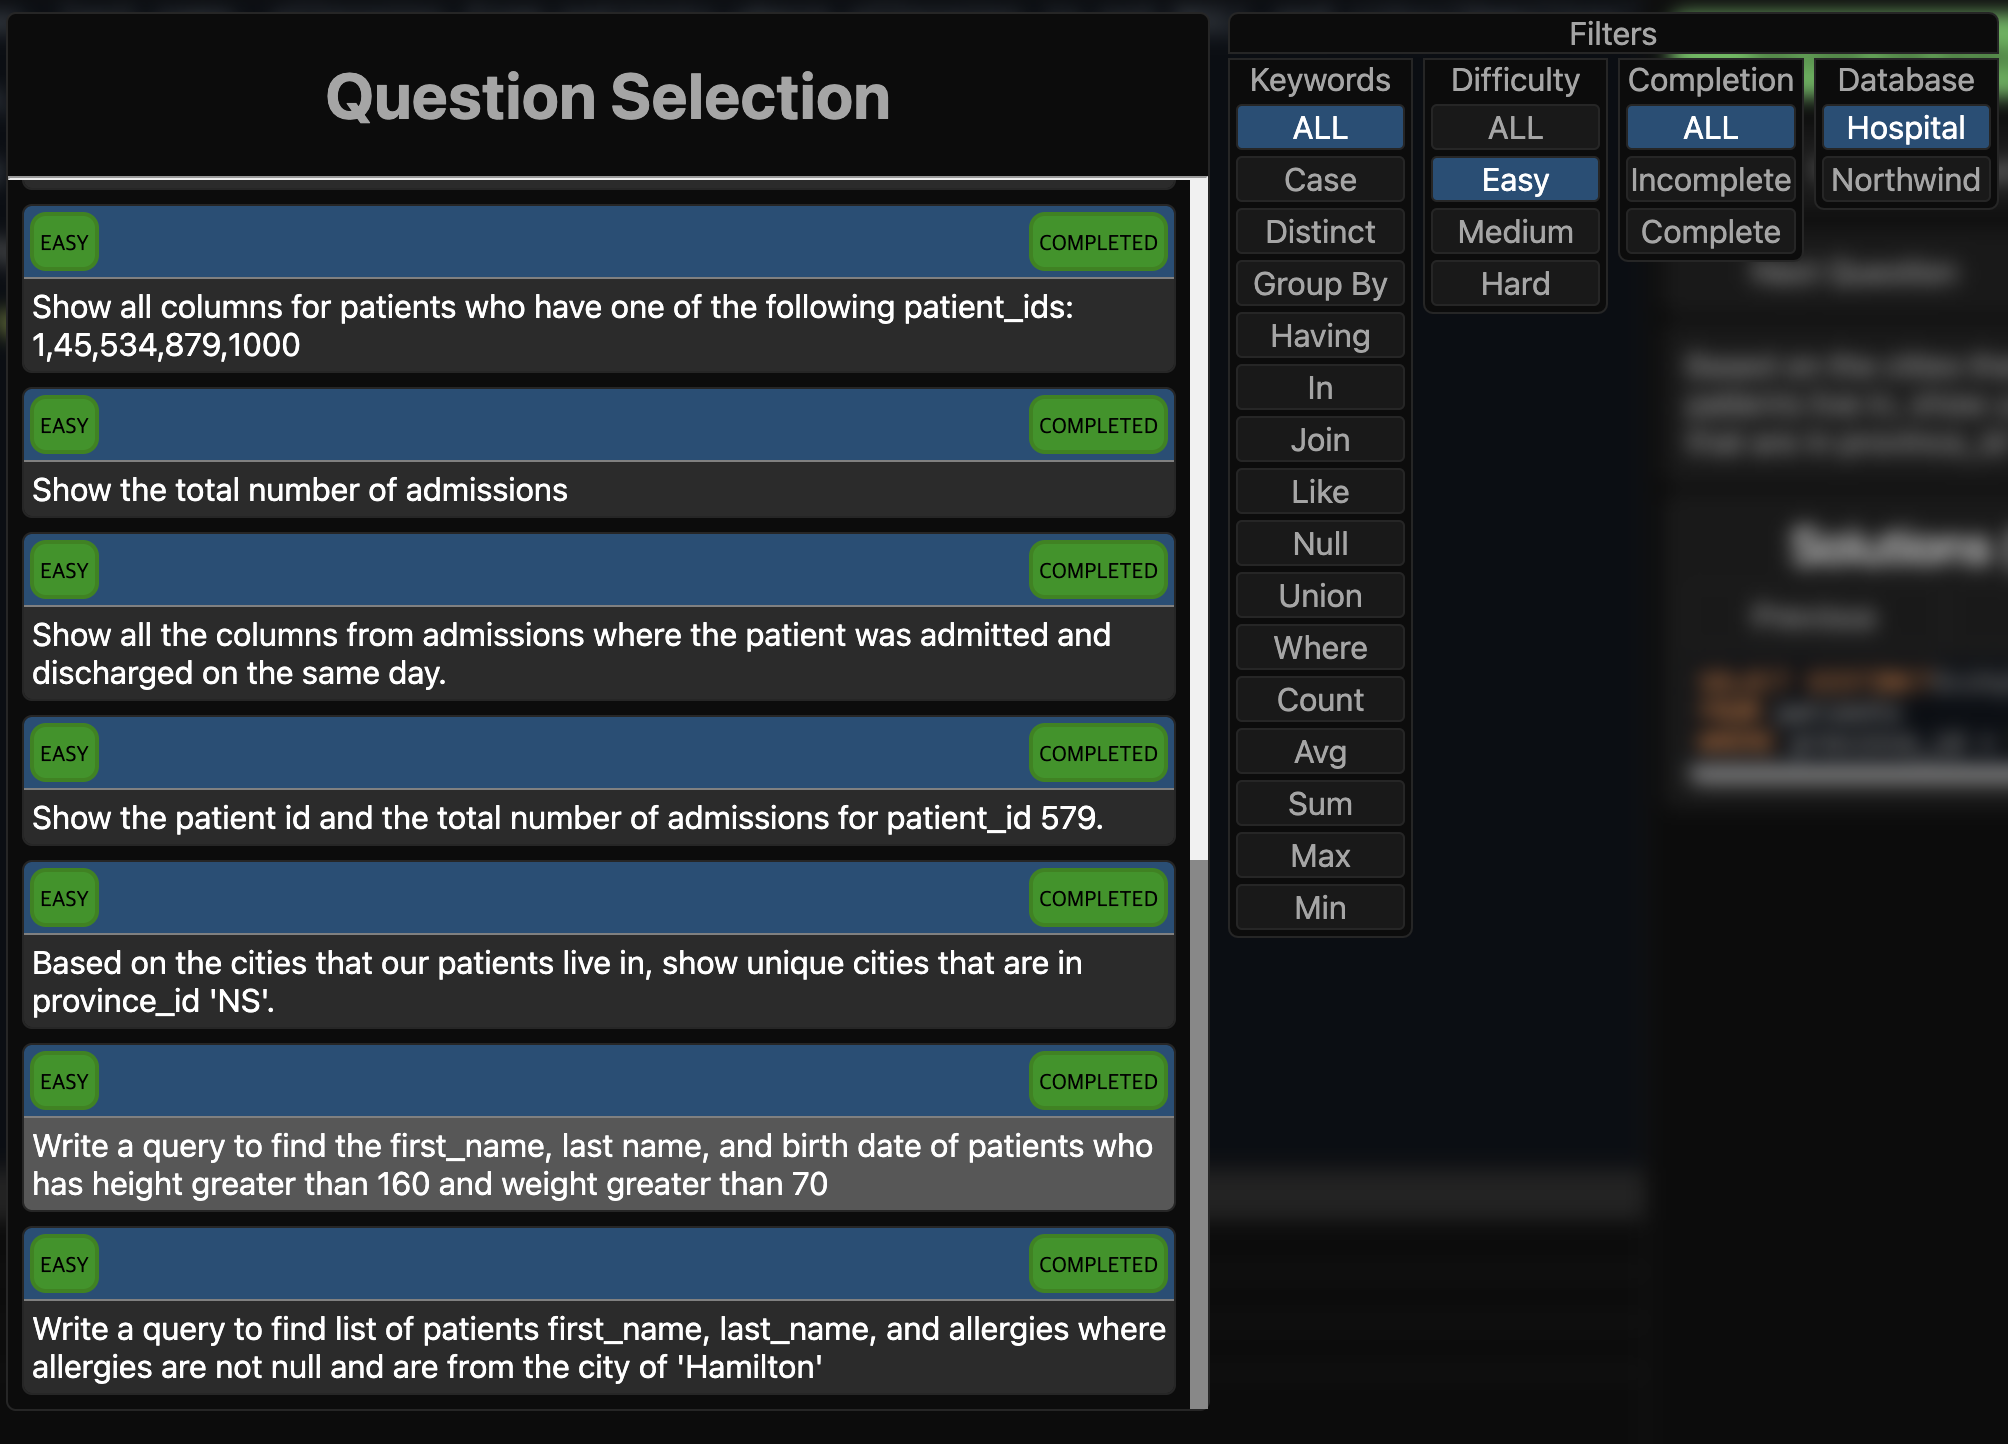 Question Selection
EASY
COMPLETED
Show all columns for patients who have one of the following patient_ids:
1,45,534,879,1000
EASY
COMPLETED
Show the total number of admissions
EASY
COMPLETED
Show all the columns from admissions where the patient was admitted and
discharged on the same day.
EASY
COMPLETED
Show the patient id and the total number of admissions for patient_id 579.
EASY
COMPLETED
Based on the cities that our patients live in, show unique cities that are in
province_id 'NS'.
EASY
COMPLETED
Write a query to find the first_name, last name, and birth date of patients who
has height greater than 160 and weight greater than 70
EASY
COMPLETED
Write a query to find list of patients first_name, last_name, and allergies where
allergies are not null and are from the city of 'Hamilton'
Filters
Keywords
ALL
Case
Distinct
Group By
Having
In
Join
Like
Null
Union
Where
Count
Avg
Sum
Max
Min
Difficulty
ALL
Easy
Medium
Hard
Completion
ALL
Incomplete
Complete
Database
Hospital
Northwind
Solutions
Previous